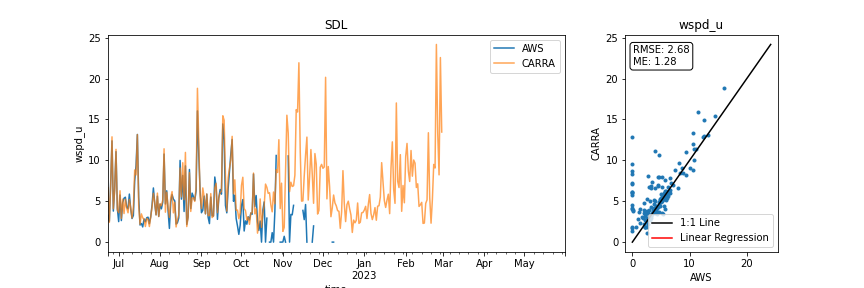 SDL
wspd_u
25
20
15
10
5
0
AWS
CARRA
Jul
Aug
Sep
Oct
Nov
Dec
Jan
2023
Feb
Mar
Apr
May
time
wspd_u
RMSE: 2.68
ME: 1.28
CARRA
25
20
15
10
5
0
1:1 Line
Linear Regression
0
10
20
AWS